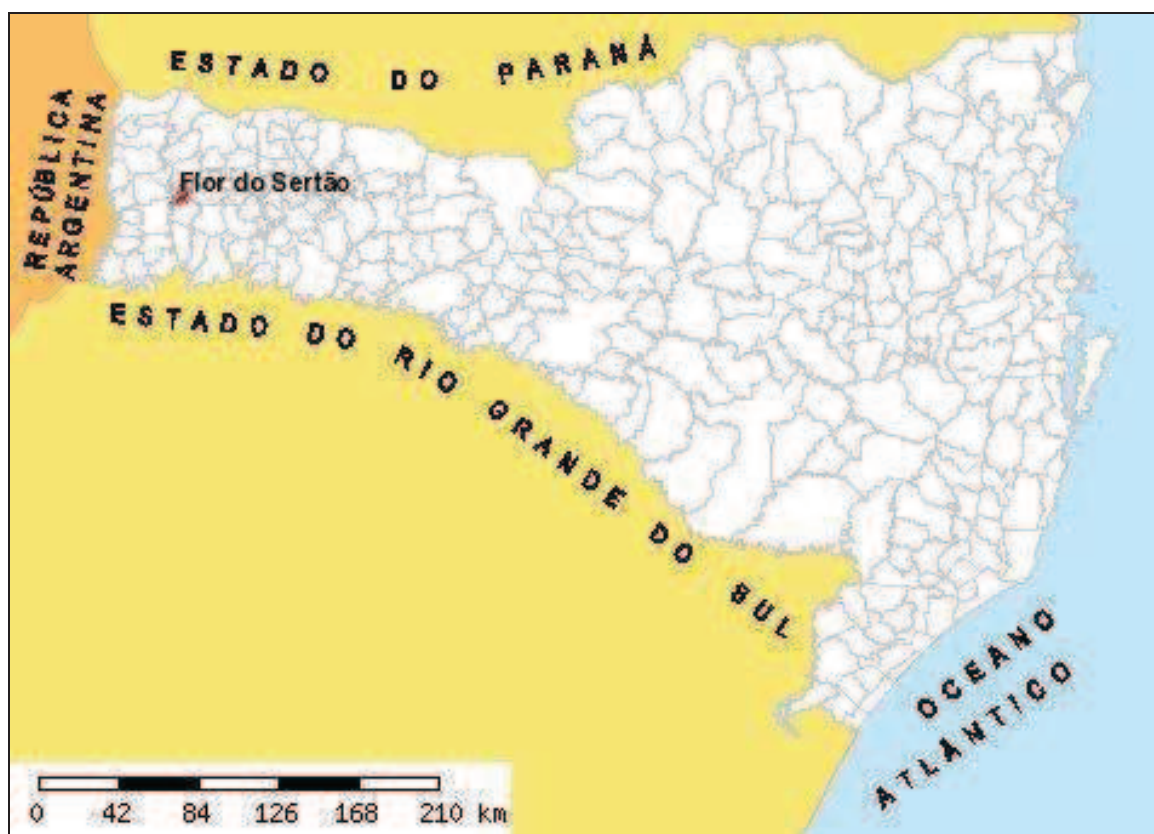 ESTADO DO PARANÁ
REPÚBLICA
ARGENTINA
Flor do Sertão
ESTADO DO RIO GRANDE DO SUL
OCEANO
ATLÂNTICO
0 42 84 126 168 210 km